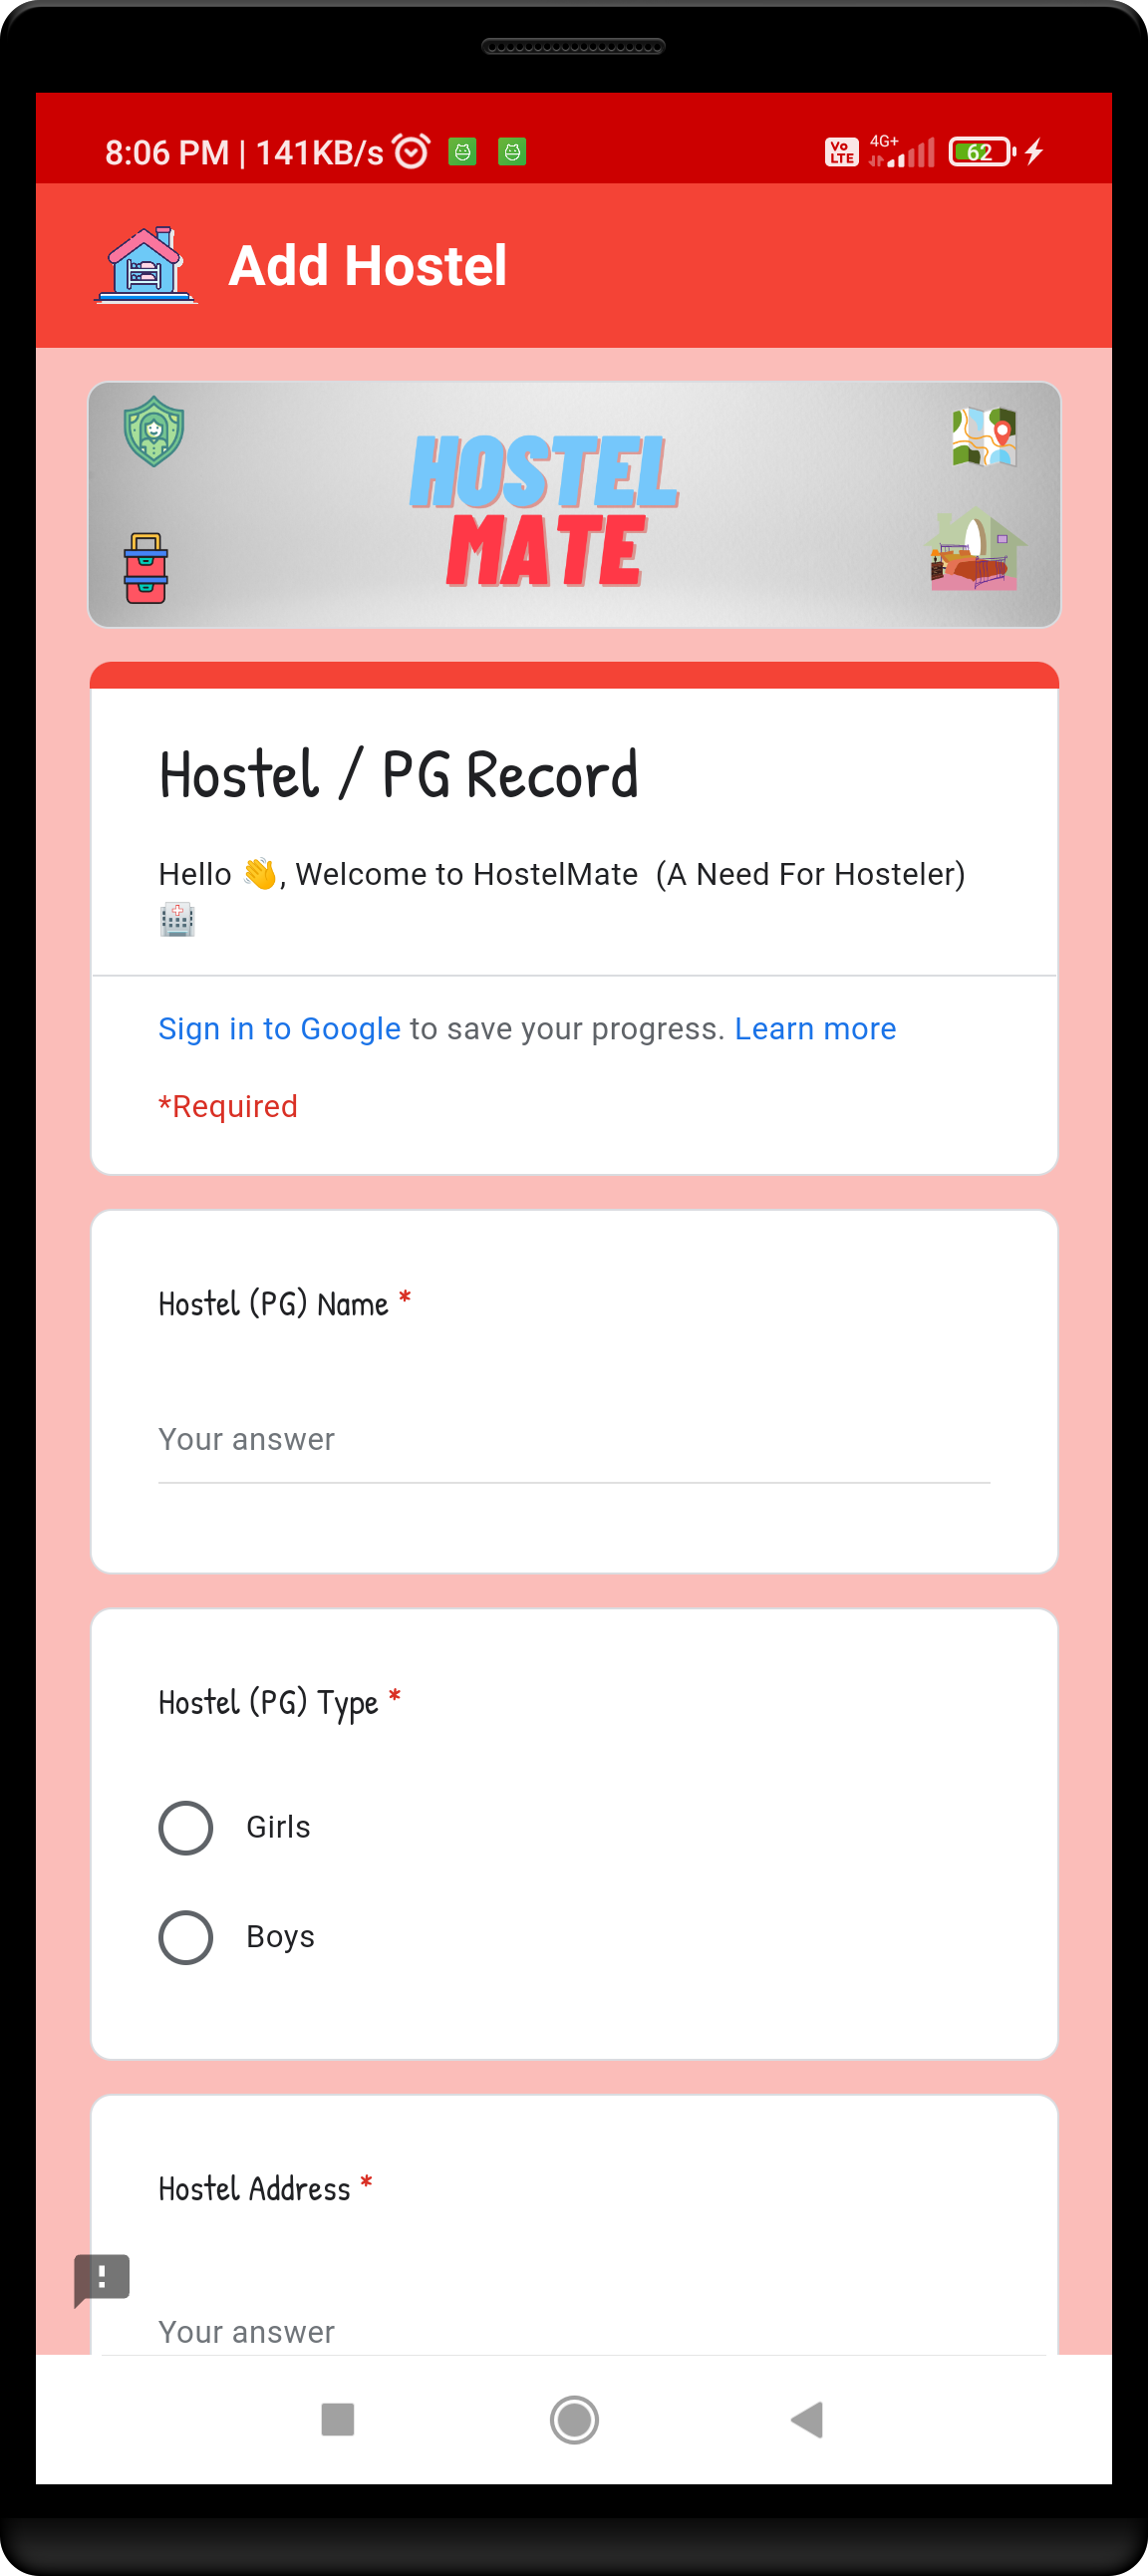 8:06 PM | 141KB/s
Vo LTE 4G+ 62
Add Hostel
HOSTEL
MATE
Hostel / PG Record
Hello 👋, Welcome to HostelMate (A Need For Hosteler)
🏥
Sign in to Google to save your progress. Learn more
*Required
Hostel (PG) Name *
Your answer
Hostel (PG) Type *
Girls
Boys
Hostel Address *
Your answer